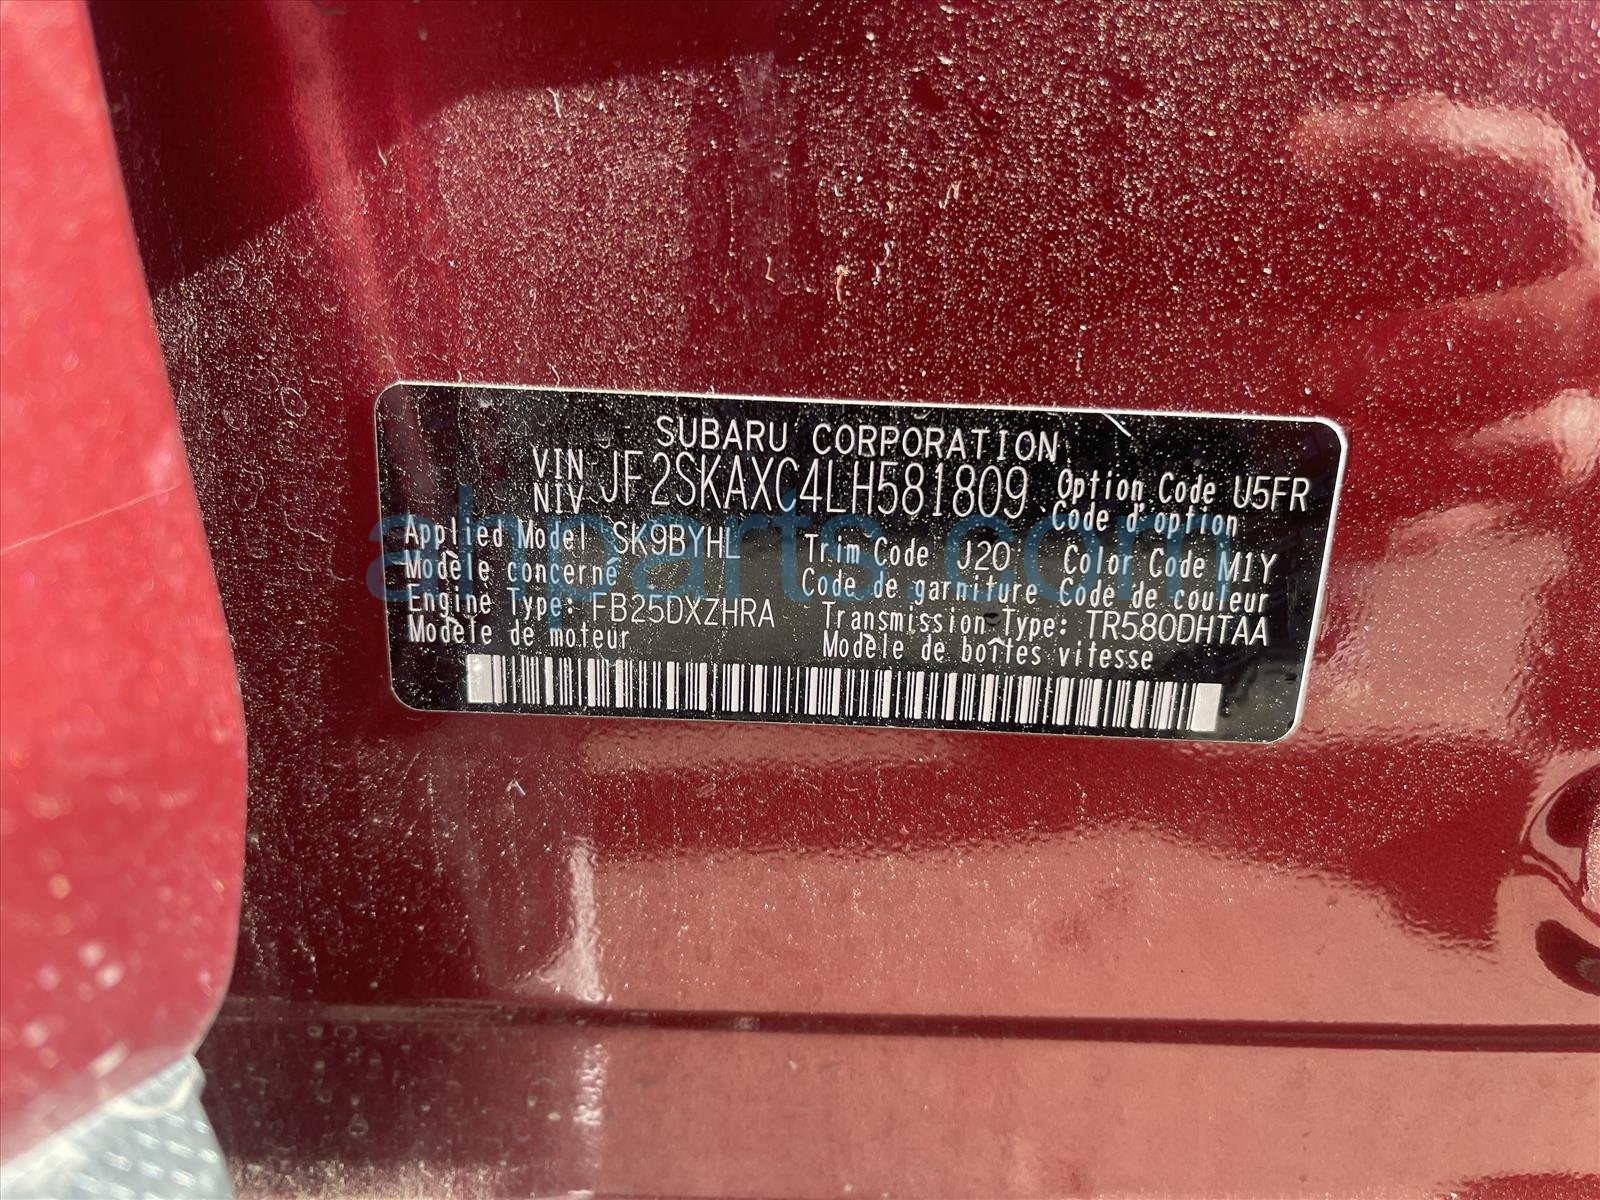 SUBARU CORPORATION
VIN
NIV JF2SKAXC4LH581809 Option Code U5FR
Code d'option
Applied Model SK9BYHL Trim Code J20 Color Code M1Y
Modèle concerné Code de garniture Code de couleur
Engine Type: FB25DXZHRA Transmission Type: TR580DHTAA
Modèle de moteur Modèle de boîtes vitesse
ahparts.com